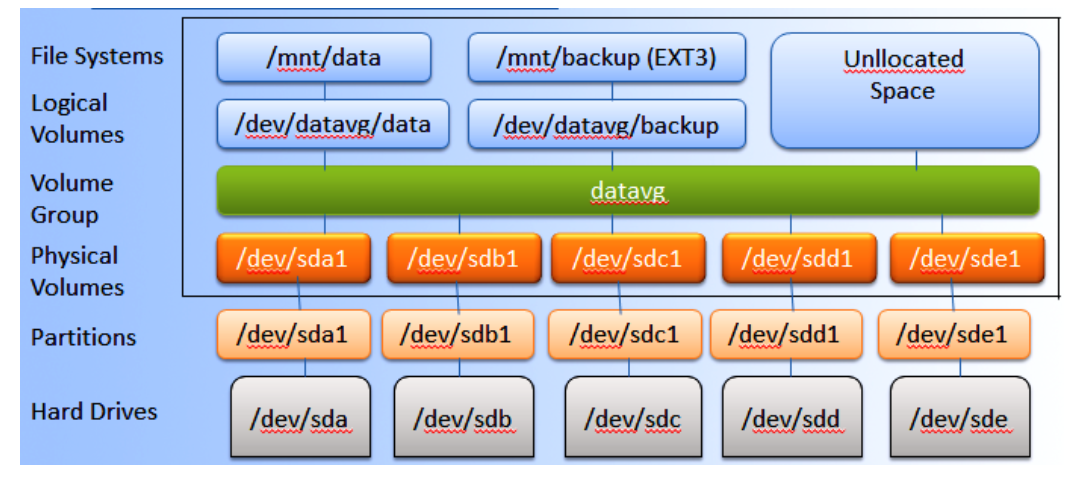 File Systems
/mnt/data
/mnt/backup (EXT3)
Unllocated
Space
Logical
Volumes
/dev/datavg/data
/dev/datavg/backup
Volume
Group
datavg
Physical
Volumes
/dev/sda1
/dev/sdb1
/dev/sdc1
/dev/sdd1
/dev/sde1
Partitions
/dev/sda1
/dev/sdb1
/dev/sdc1
/dev/sdd1
/dev/sde1
Hard Drives
/dev/sda
/dev/sdb
/dev/sdc
/dev/sdd
/dev/sde